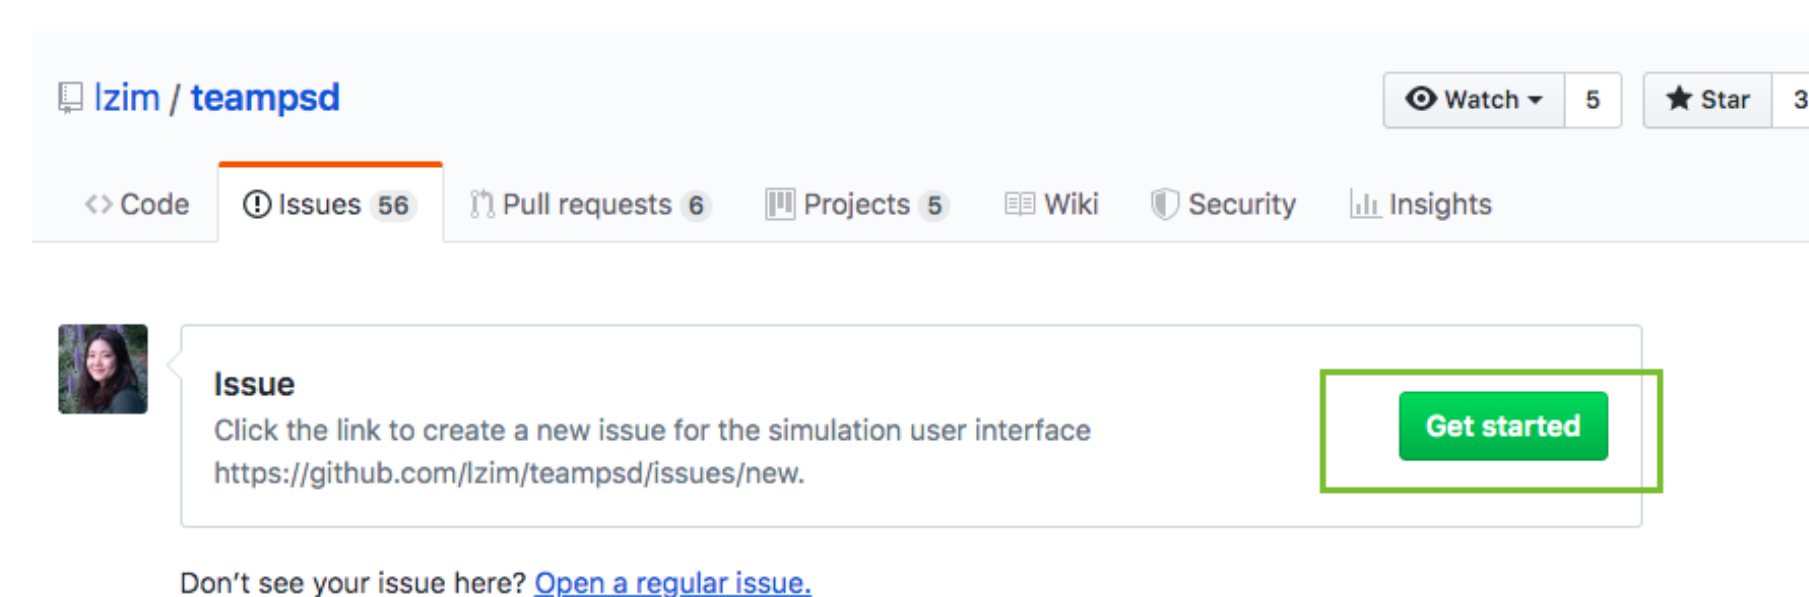 lzim / teampsd
Watch 5 Star 3
Code Issues 56 Pull requests 6 Projects 5 Wiki Security Insights
Issue
Click the link to create a new issue for the simulation user interface
https://github.com/lzim/teampsd/issues/new.
Get started
Don't see your issue here? Open a regular issue.